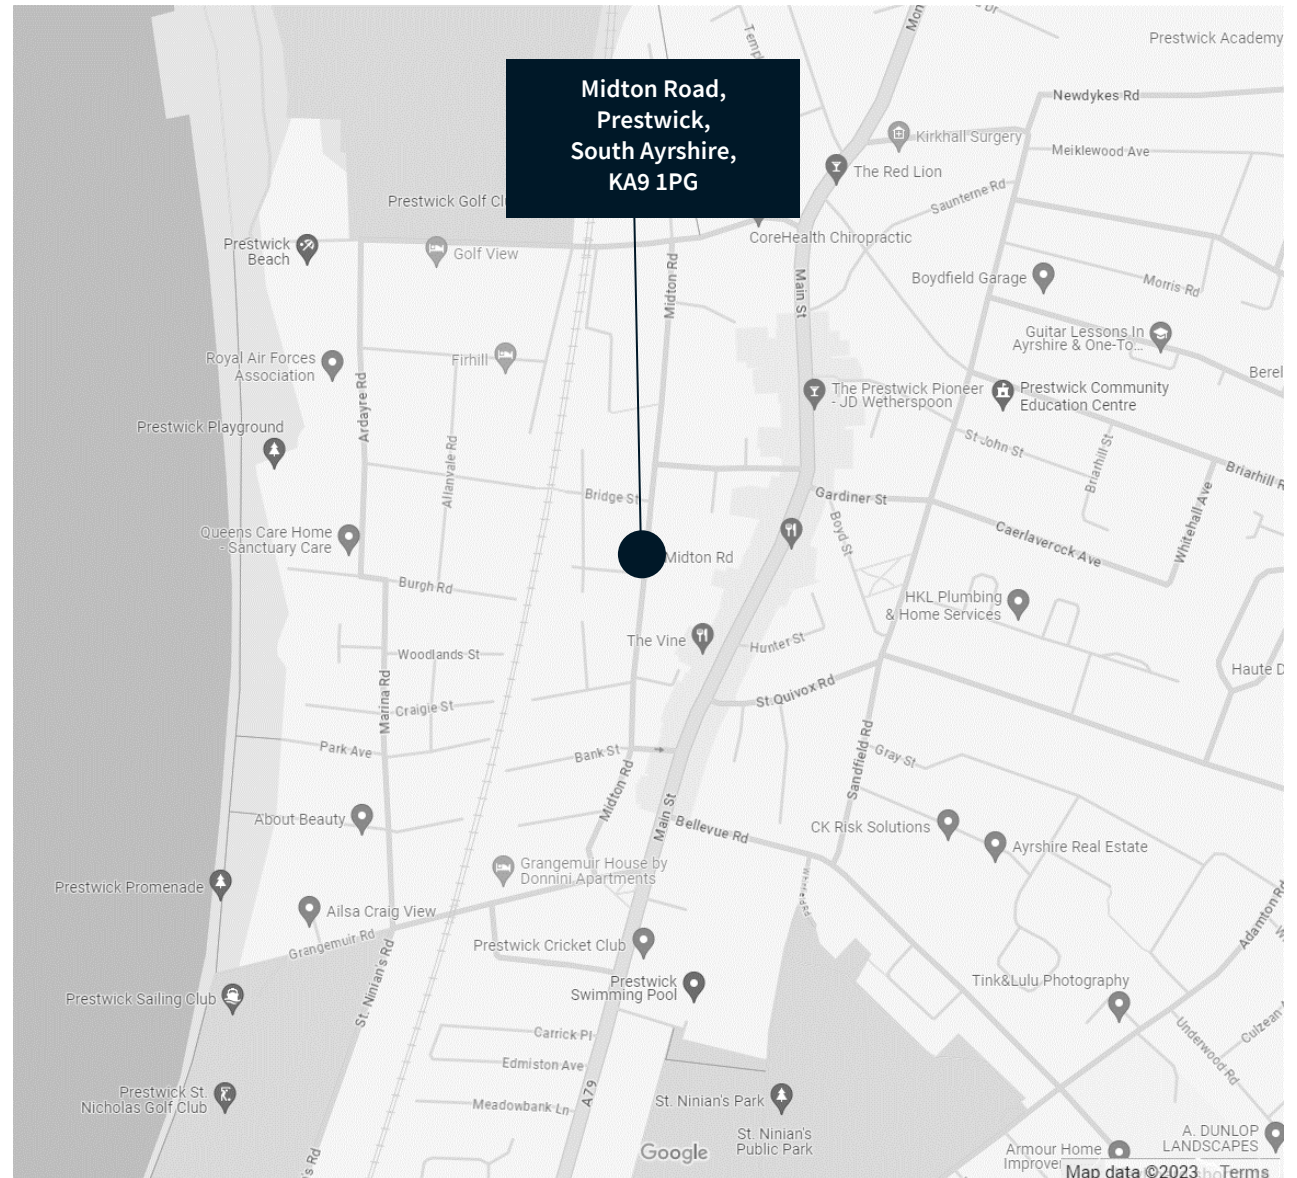 Mon
Dr
Prestwick Academy
Midton Road,
Prestwick,
South Ayrshire,
KA9 1PG
Newdykes Rd
Kirkhall Surgery
Meiklewood Ave
The Red Lion
Saunterne Rd
Prestwick Golf Cl
CoreHealth Chiropractic
Prestwick
Beach
Golf View
Midton Rd
Main St
Boydfield Garage
Morris Rd
Guitar Lessons In
Ayrshire & One-To...
Royal Air Forces
Association
Firhill
Berel
Ardayre Rd
The Prestwick Pioneer
- JD Wetherspoon
Prestwick Community
Education Centre
Prestwick Playground
St John St
Briarhill St
Allanvale Rd
Briarhill R
Bridge St
Gardiner St
Whitehall Ave
Queens Care Home
- Sanctuary Care
Boyd St
Caerlaverock Ave
Midton Rd
Burgh Rd
HKL Plumbing
& Home Services
The Vine
Hunter St
Woodlands St
Haute D
St.Quivox Rd
Marina Rd
Craigie St
Park Ave
Bank St
Sandfield Rd
Gray St
Midton Rd
Main St
About Beauty
Bellevue Rd
CK Risk Solutions
Ayrshire Real Estate
Grangemuir House by
Donnini Apartments
Prestwick Promenade
Ailsa Craig View
Adamton Rd
Grangemuir Rd
Prestwick Cricket Club
St. Ninian's Rd
Prestwick
Swimming Pool
Tink&Lulu Photography
Prestwick Sailing Club
Carrick Pl
Underwood Rd
Culzean
Edmiston Ave
A79
Prestwick St.
Nicholas Golf Club
Meadowbank Ln
St. Ninian's Park
St. Ninian's
Public Park
A. DUNLOP
LANDSCAPES
Armour Home
Improve
Google
s Rd
Map data ©2023
Terms